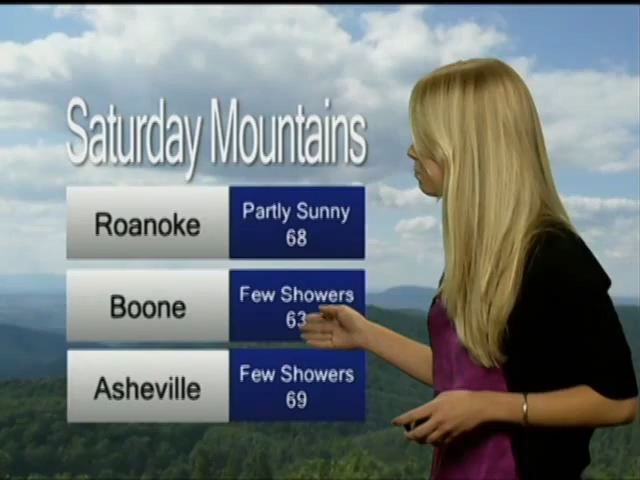 Saturday Mountains
Roanoke
Partly Sunny
68
Boone
Few Showers
63
Asheville
Few Showers
69